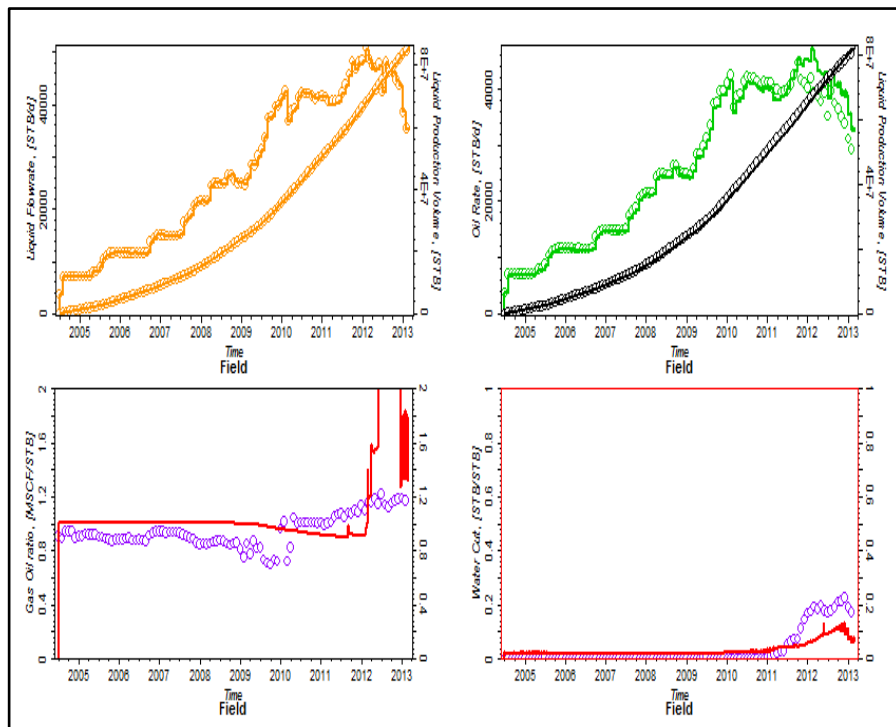 Liquid Flowrate, [STB/d]
0
20000
40000
2005 2006 2007 2008 2009 2010 2011 2012 2013
Time
Field
0
4E+7
8E+7
Liquid Production Volume, [STB]
Oil Rate, [STB/d]
0
20000
40000
2005 2006 2007 2008 2009 2010 2011 2012 2013
Time
Field
0
4E+7
8E+7
Liquid Production Volume, [STB]
Gas Oil ratio, [MSCF/STB]
0
0.4
0.8
1.2
1.6
2
2005 2006 2007 2008 2009 2010 2011 2012 2013
Time
Field
0
0.4
0.8
1.2
1.6
2
Water Cut, [STB/STB]
0
0.2
0.4
0.6
0.8
1
2005 2006 2007 2008 2009 2010 2011 2012 2013
Time
Field
0
0.2
0.4
0.6
0.8
1